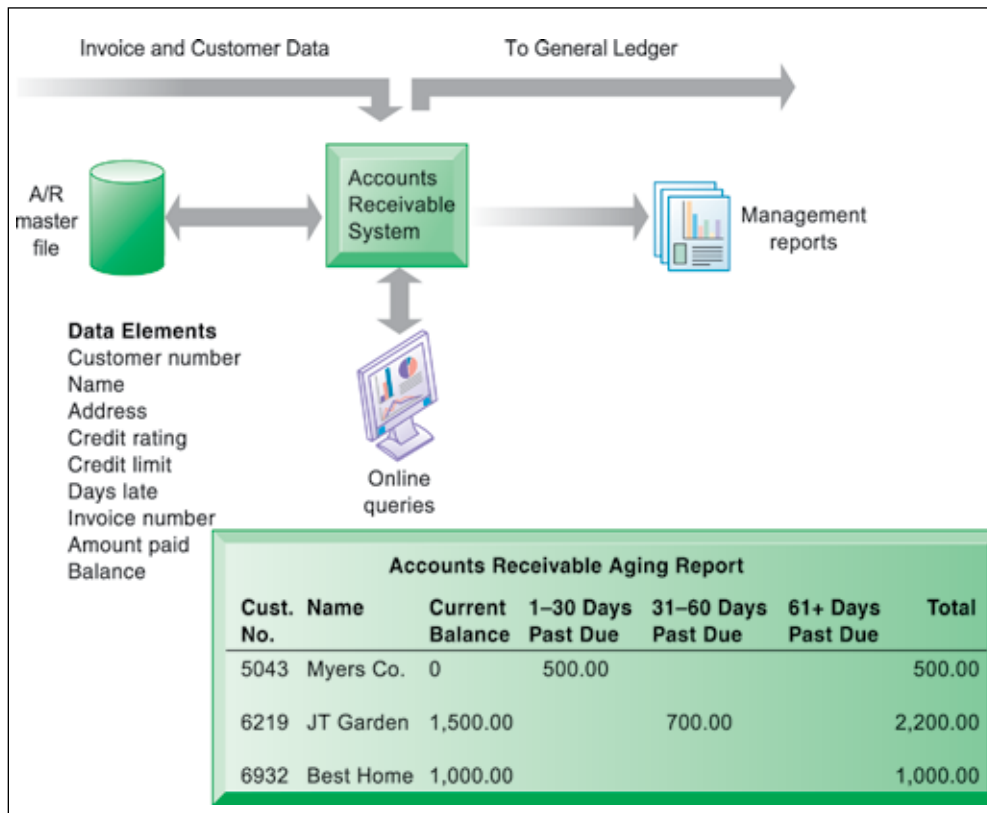 Invoice and Customer Data
To General Ledger
A/R
master
file
Accounts
Receivable
System
Management
reports
Data Elements
Customer number
Name
Address
Credit rating
Credit limit
Days late
Invoice number
Amount paid
Balance
Online
queries
Accounts Receivable Aging Report
Cust. Name Current 1–30 Days 31–60 Days 61+ Days Total
No. Balance Past Due Past Due Past Due
5043 Myers Co. 0 500.00 500.00
6219 JT Garden 1,500.00 700.00 2,200.00
6932 Best Home 1,000.00 1,000.00